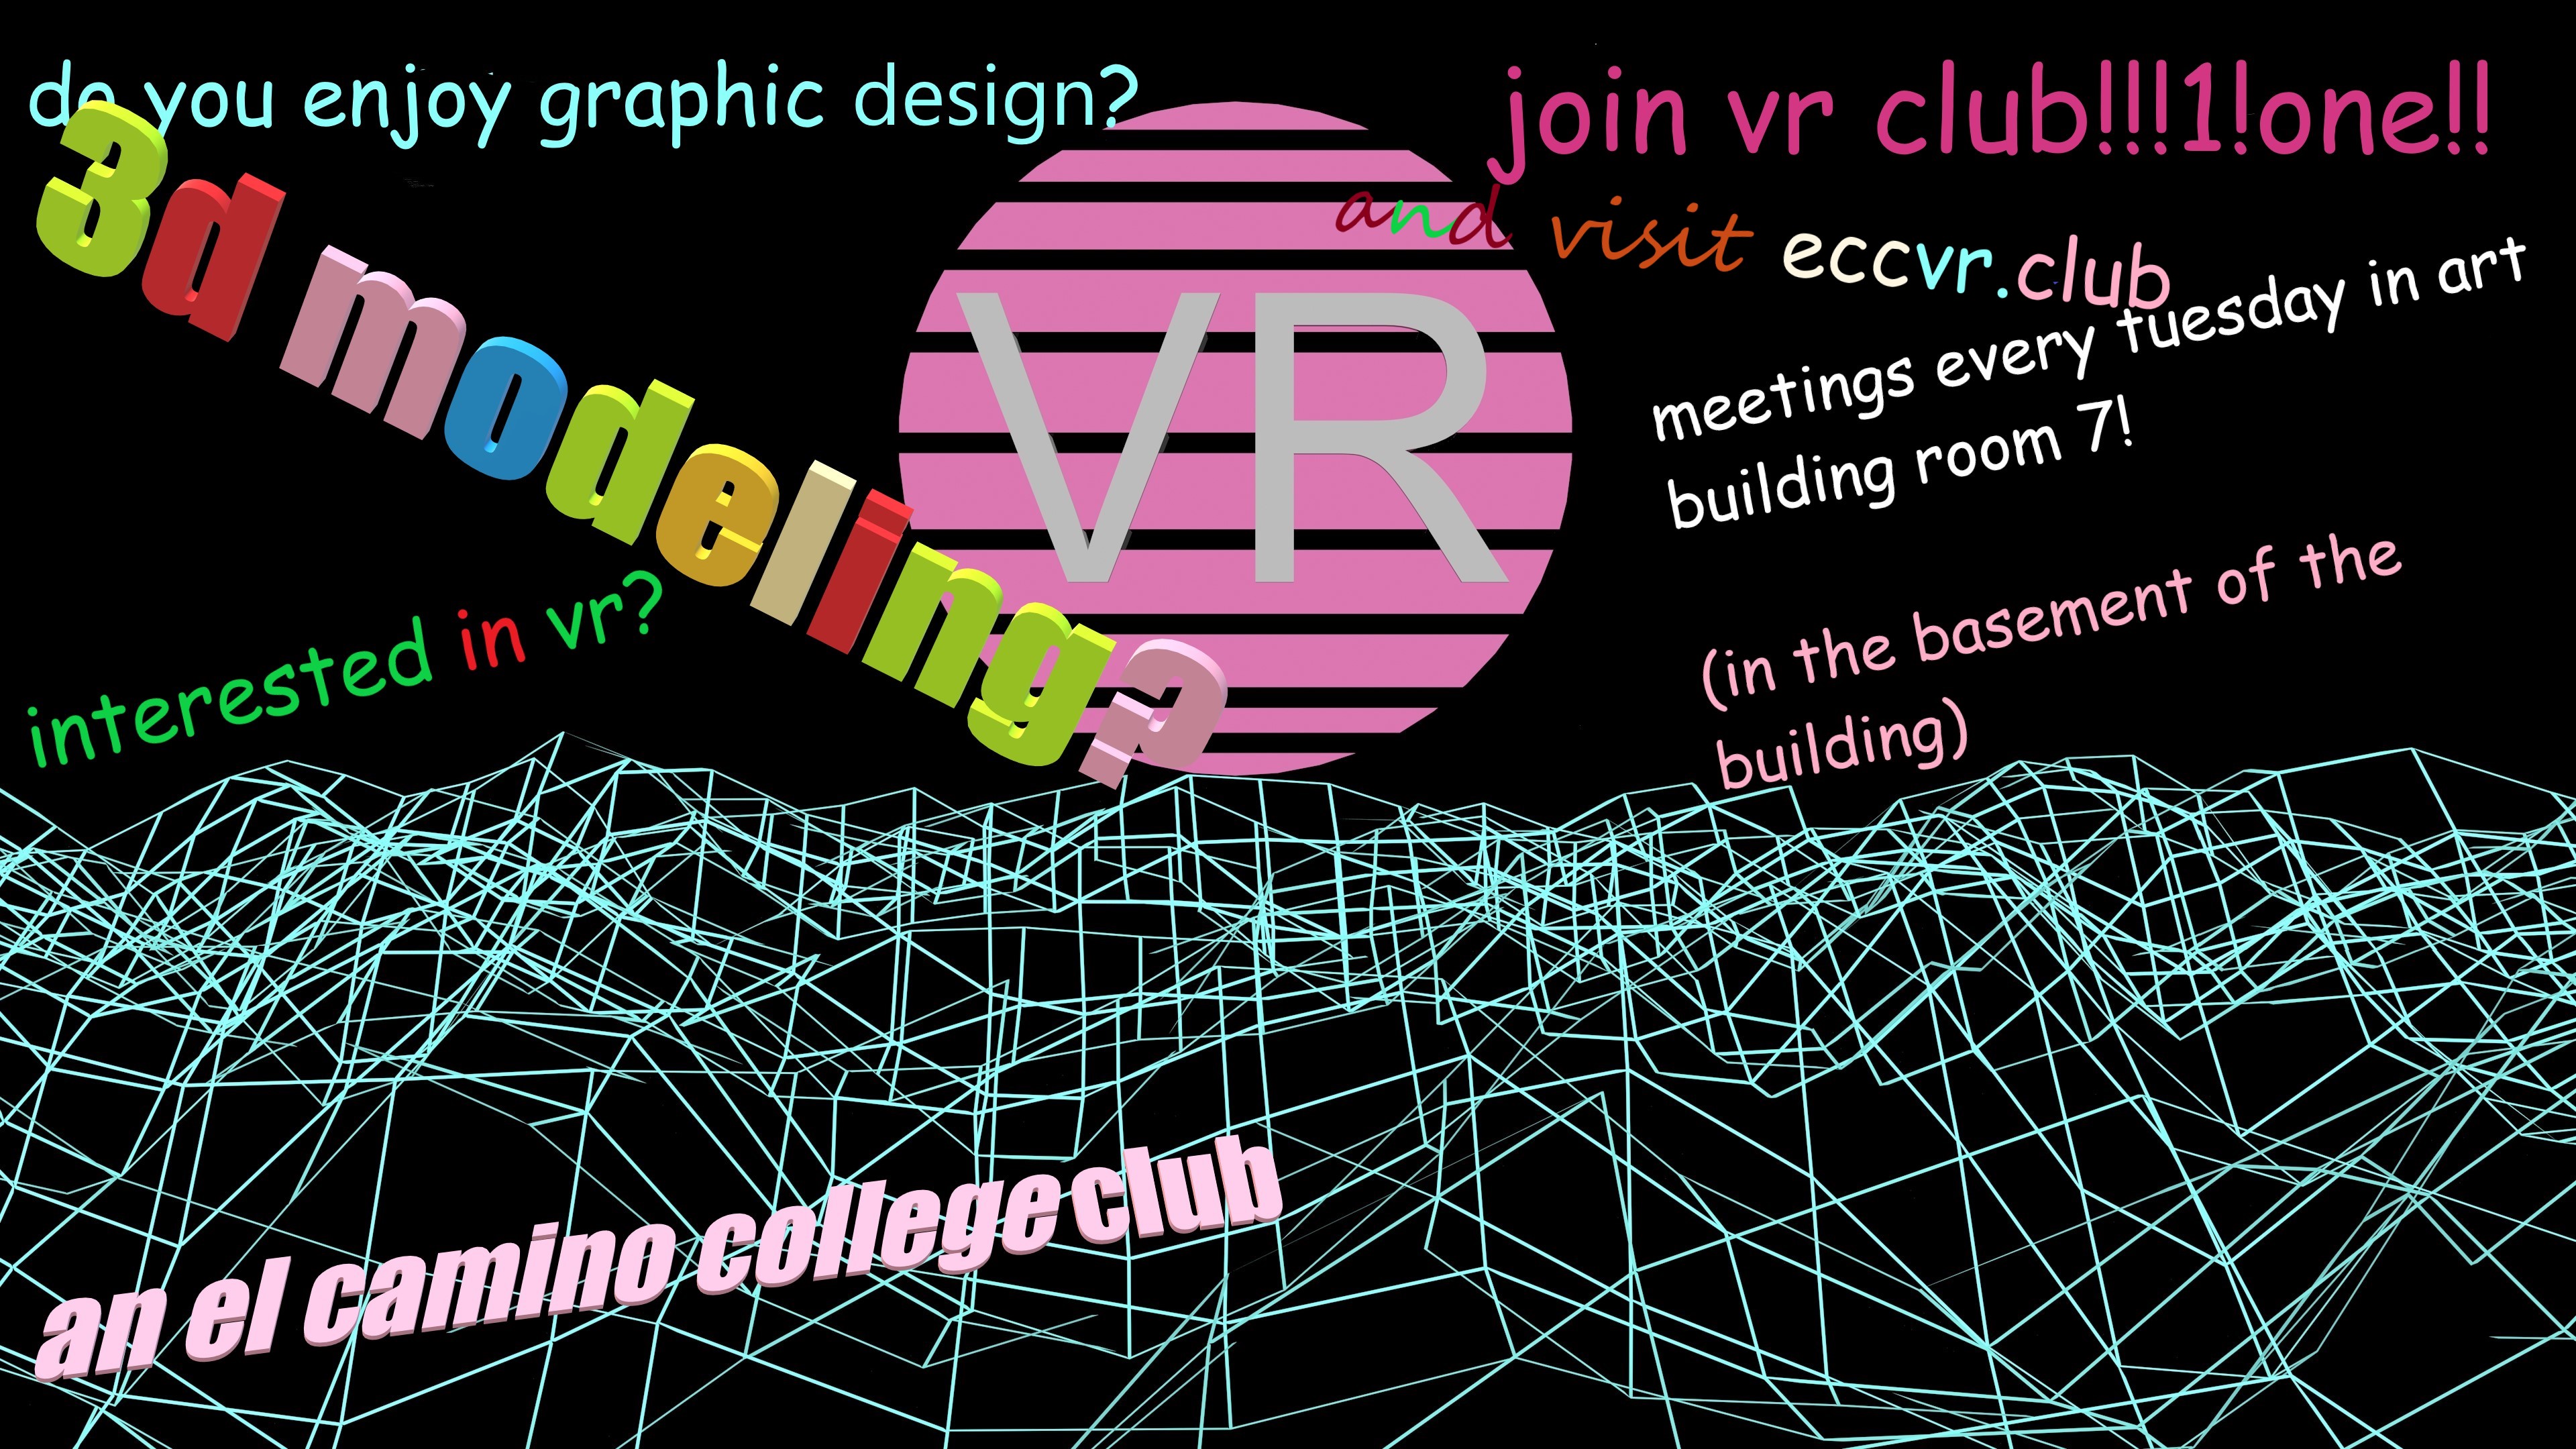 do you enjoy graphic design?
3d modeling?
interested in vr?
VR
join vr club!!!1!one!!
and visit eccvr.club
meetings every tuesday in art
building room 7!
(in the basement of the
building)
an el camino college club